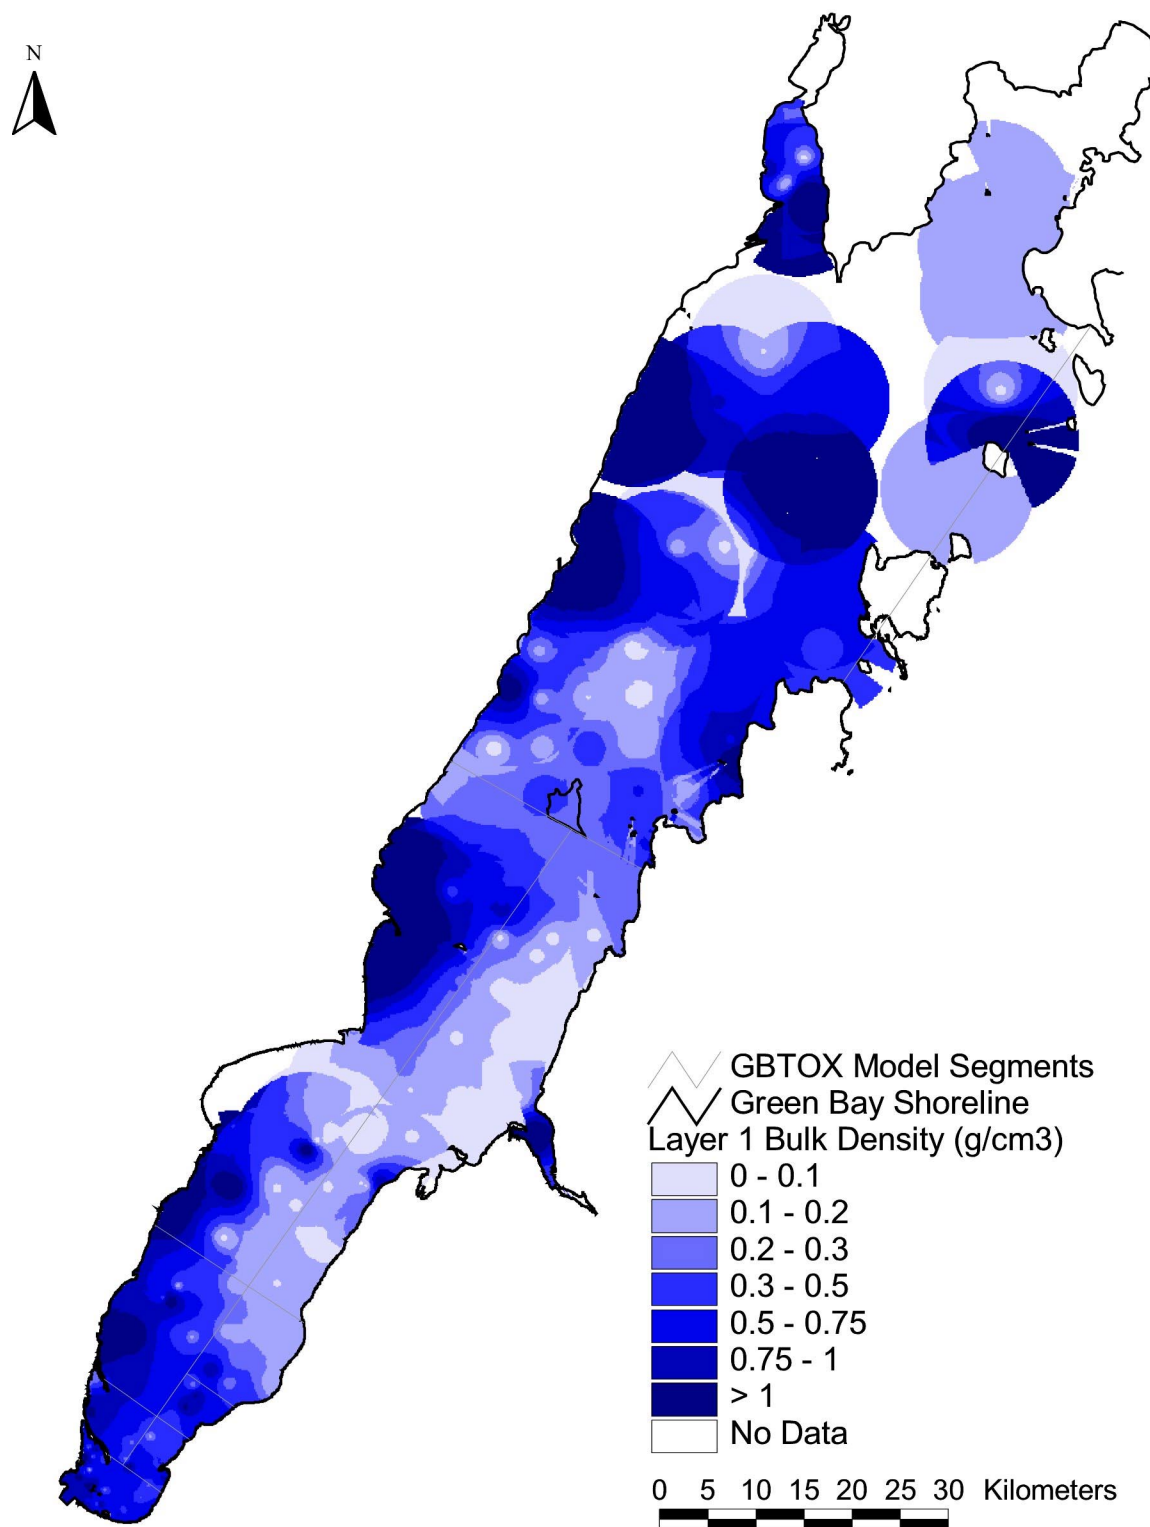 N
GBTOX Model Segments
Green Bay Shoreline
Layer 1 Bulk Density (g/cm3)
0 - 0.1
0.1 - 0.2
0.2 - 0.3
0.3 - 0.5
0.5 - 0.75
0.75 - 1
> 1
No Data
0 5 10 15 20 25 30 Kilometers